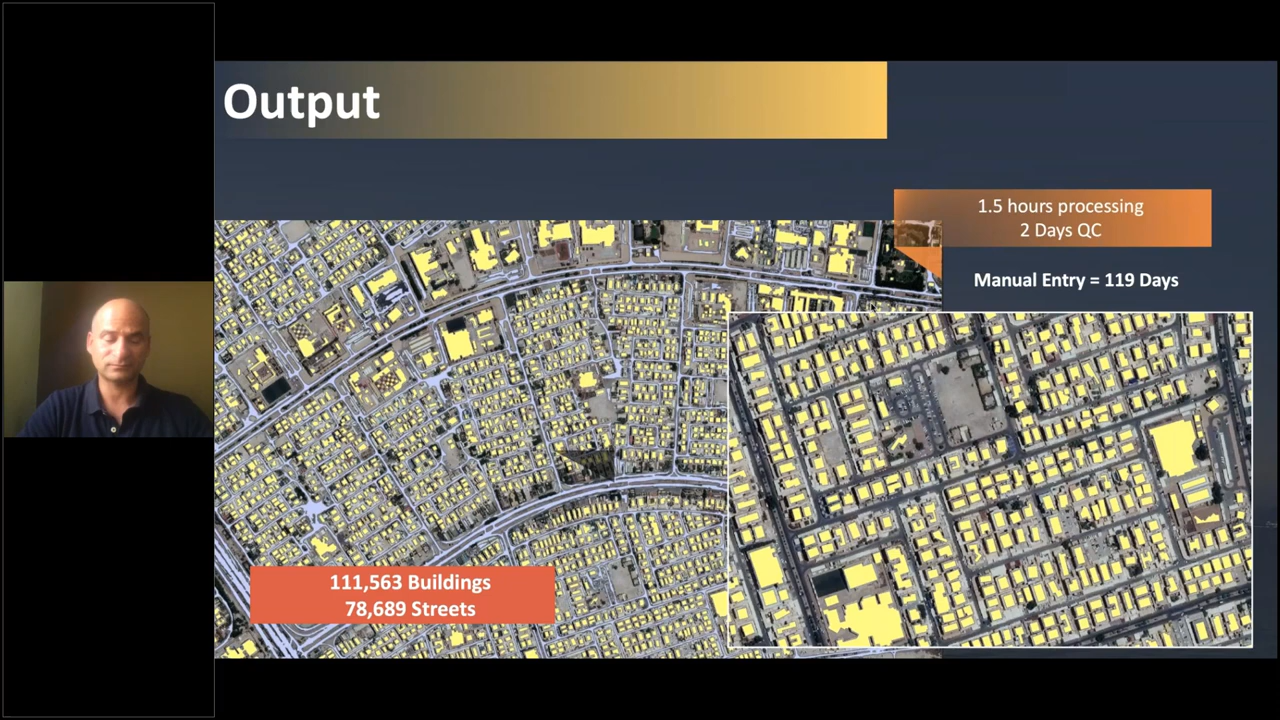 Output
1.5 hours processing
2 Days QC
Manual Entry = 119 Days
111,563 Buildings
78,689 Streets